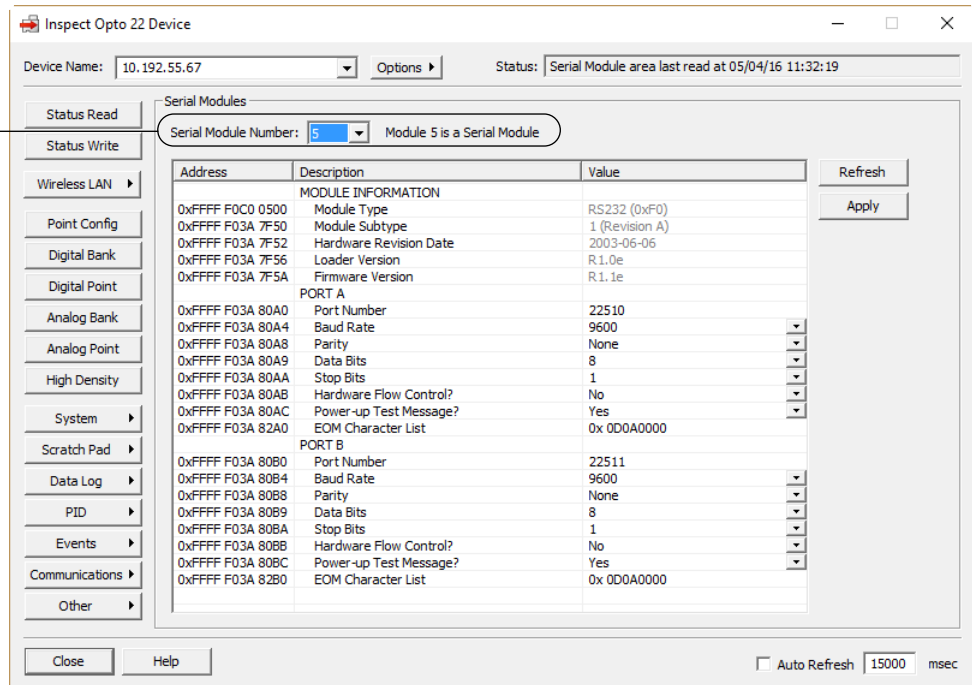 Inspect Opto 22 Device
Device Name: 10.192.55.67 Options Status: Serial Module area last read at 05/04/16 11:32:19
Status Read
Status Write
Wireless LAN
Point Config
Digital Bank
Digital Point
Analog Bank
Analog Point
High Density
System
Scratch Pad
Data Log
PID
Events
Communications
Other
Serial Modules
Serial Module Number: 5 Module 5 is a Serial Module
Address Description Value
MODULE INFORMATION
0xFFFF F0C0 0500 Module Type RS232 (0xF0)
0xFFFF F03A 7F50 Module Subtype 1 (Revision A)
0xFFFF F03A 7F52 Hardware Revision Date 2003-06-06
0xFFFF F03A 7F56 Loader Version R1.0e
0xFFFF F03A 7F5A Firmware Version R1.1e
PORT A
0xFFFF F03A 80A0 Port Number 22510
0xFFFF F03A 80A4 Baud Rate 9600
0xFFFF F03A 80A8 Parity None
0xFFFF F03A 80A9 Data Bits 8
0xFFFF F03A 80AA Stop Bits 1
0xFFFF F03A 80AB Hardware Flow Control? No
0xFFFF F03A 80AC Power-up Test Message? Yes
0xFFFF F03A 82A0 EOM Character List 0x 0D0A0000
PORT B
0xFFFF F03A 80B0 Port Number 22511
0xFFFF F03A 80B4 Baud Rate 9600
0xFFFF F03A 80B8 Parity None
0xFFFF F03A 80B9 Data Bits 8
0xFFFF F03A 80BA Stop Bits 1
0xFFFF F03A 80BB Hardware Flow Control? No
0xFFFF F03A 80BC Power-up Test Message? Yes
0xFFFF F03A 82B0 EOM Character List 0x 0D0A0000
Refresh
Apply
Close Help Auto Refresh 15000 msec